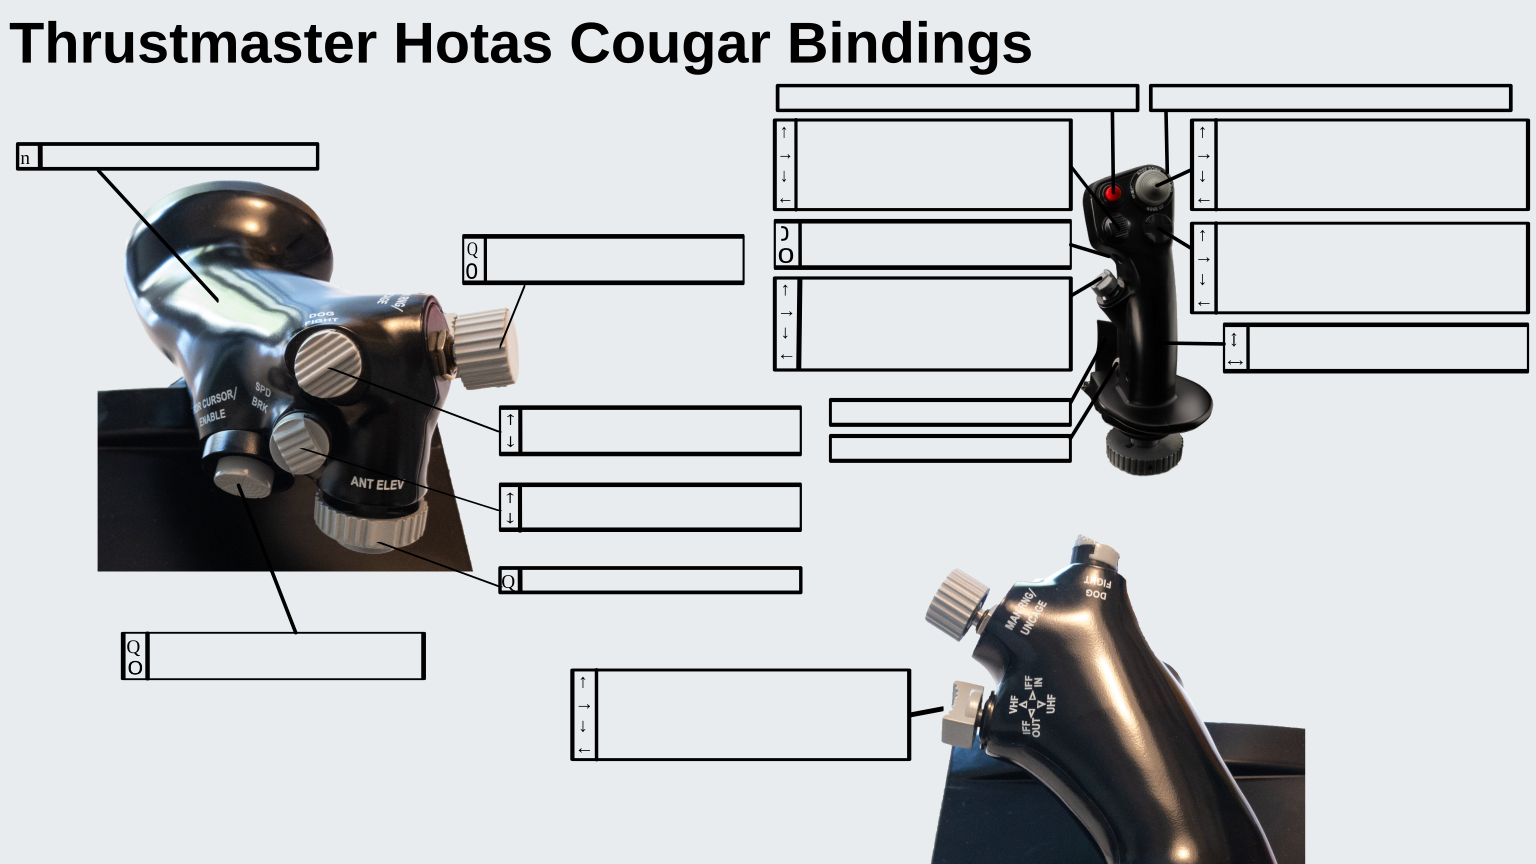 Thrustmaster Hotas Cougar Bindings
n
Q
0
DOG
FIGHT
SPD
BRK
CURSOR/
ENABLE
ANT ELEV
↑
↓
↑
↓
Q
Q
O
↑
→
↓
←
O
↑
→
↓
←
↑
→
↓
←
↑
→
↓
←
↕
↔
↑
→
↓
←
MAN RNG/
UNCAGE
DOG
FIGHT
IFF
IN
VHF
UHF
IFF
OUT